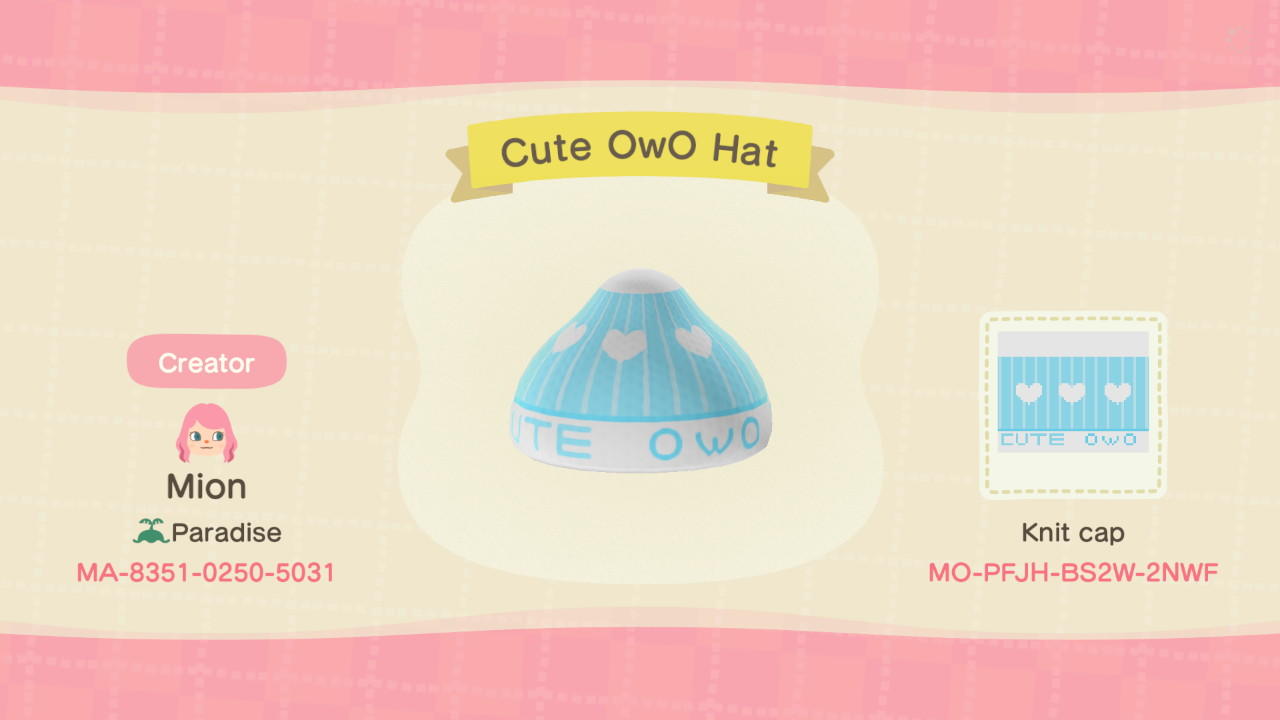 Cute OwO Hat
Creator
Mion
Paradise
MA-8351-0250-5031
UTE OwO
CUTE OwO
Knit cap
MO-PFJH-BS2W-2NWF